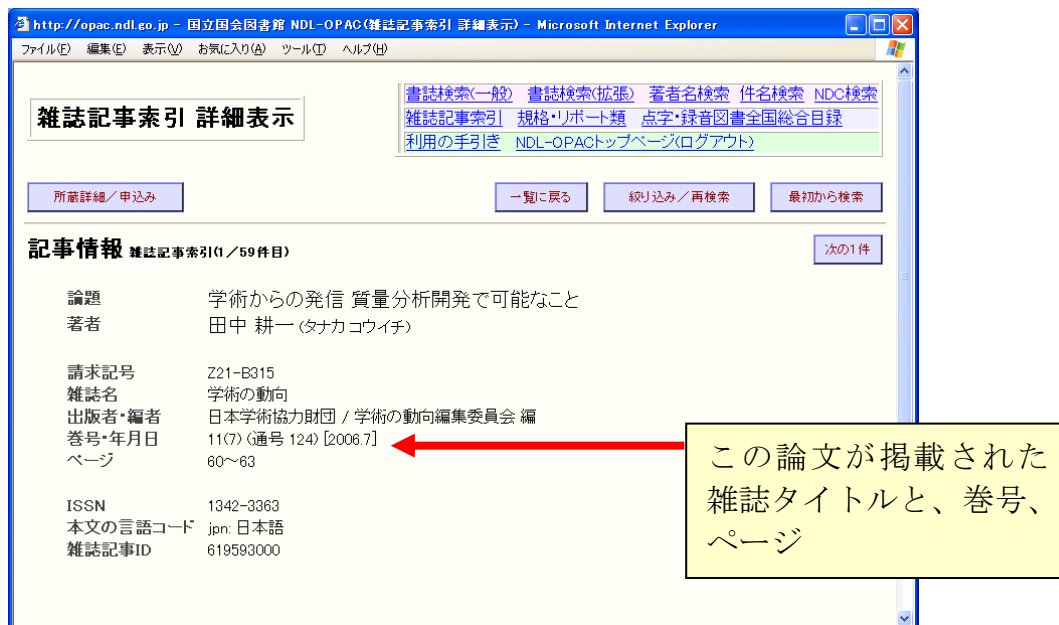 http://opac.ndl.go.jp - 国立国会図書館 NDL-OPAC(雑誌記事索引 詳細表示) - Microsoft Internet Explorer
ファイル(F) 編集(E) 表示(V) お気に入り(A) ツール(T) ヘルプ(H)
雑誌記事索引 詳細表示
書誌検索(一般) 書誌検索(拡張) 著者名検索 件名検索 NDC検索
雑誌記事索引 規格・リポート類 点字・録音図書全国総合目録
利用の手引き NDL-OPACトップページ(ログアウト)
所蔵詳細／申込み 一覧に戻る 絞り込み／再検索 最初から検索
記事情報 雑誌記事索引(1／59件目) 次の1件
論題 学術からの発信 質量分析開発で可能なこと
著者 田中 耕一 (タナカ コウイチ)
請求記号 Z21-B315
雑誌名 学術の動向
出版者・編者 日本学術協力財団 / 学術の動向編集委員会 編
巻号・年月日 11(7) (通号 124) [2006.7]
ページ 60～63
ISSN 1342-3363
本文の言語コード jpn: 日本語
雑誌記事ID 619593000
この論文が掲載された
雑誌タイトルと、巻号、
ページ